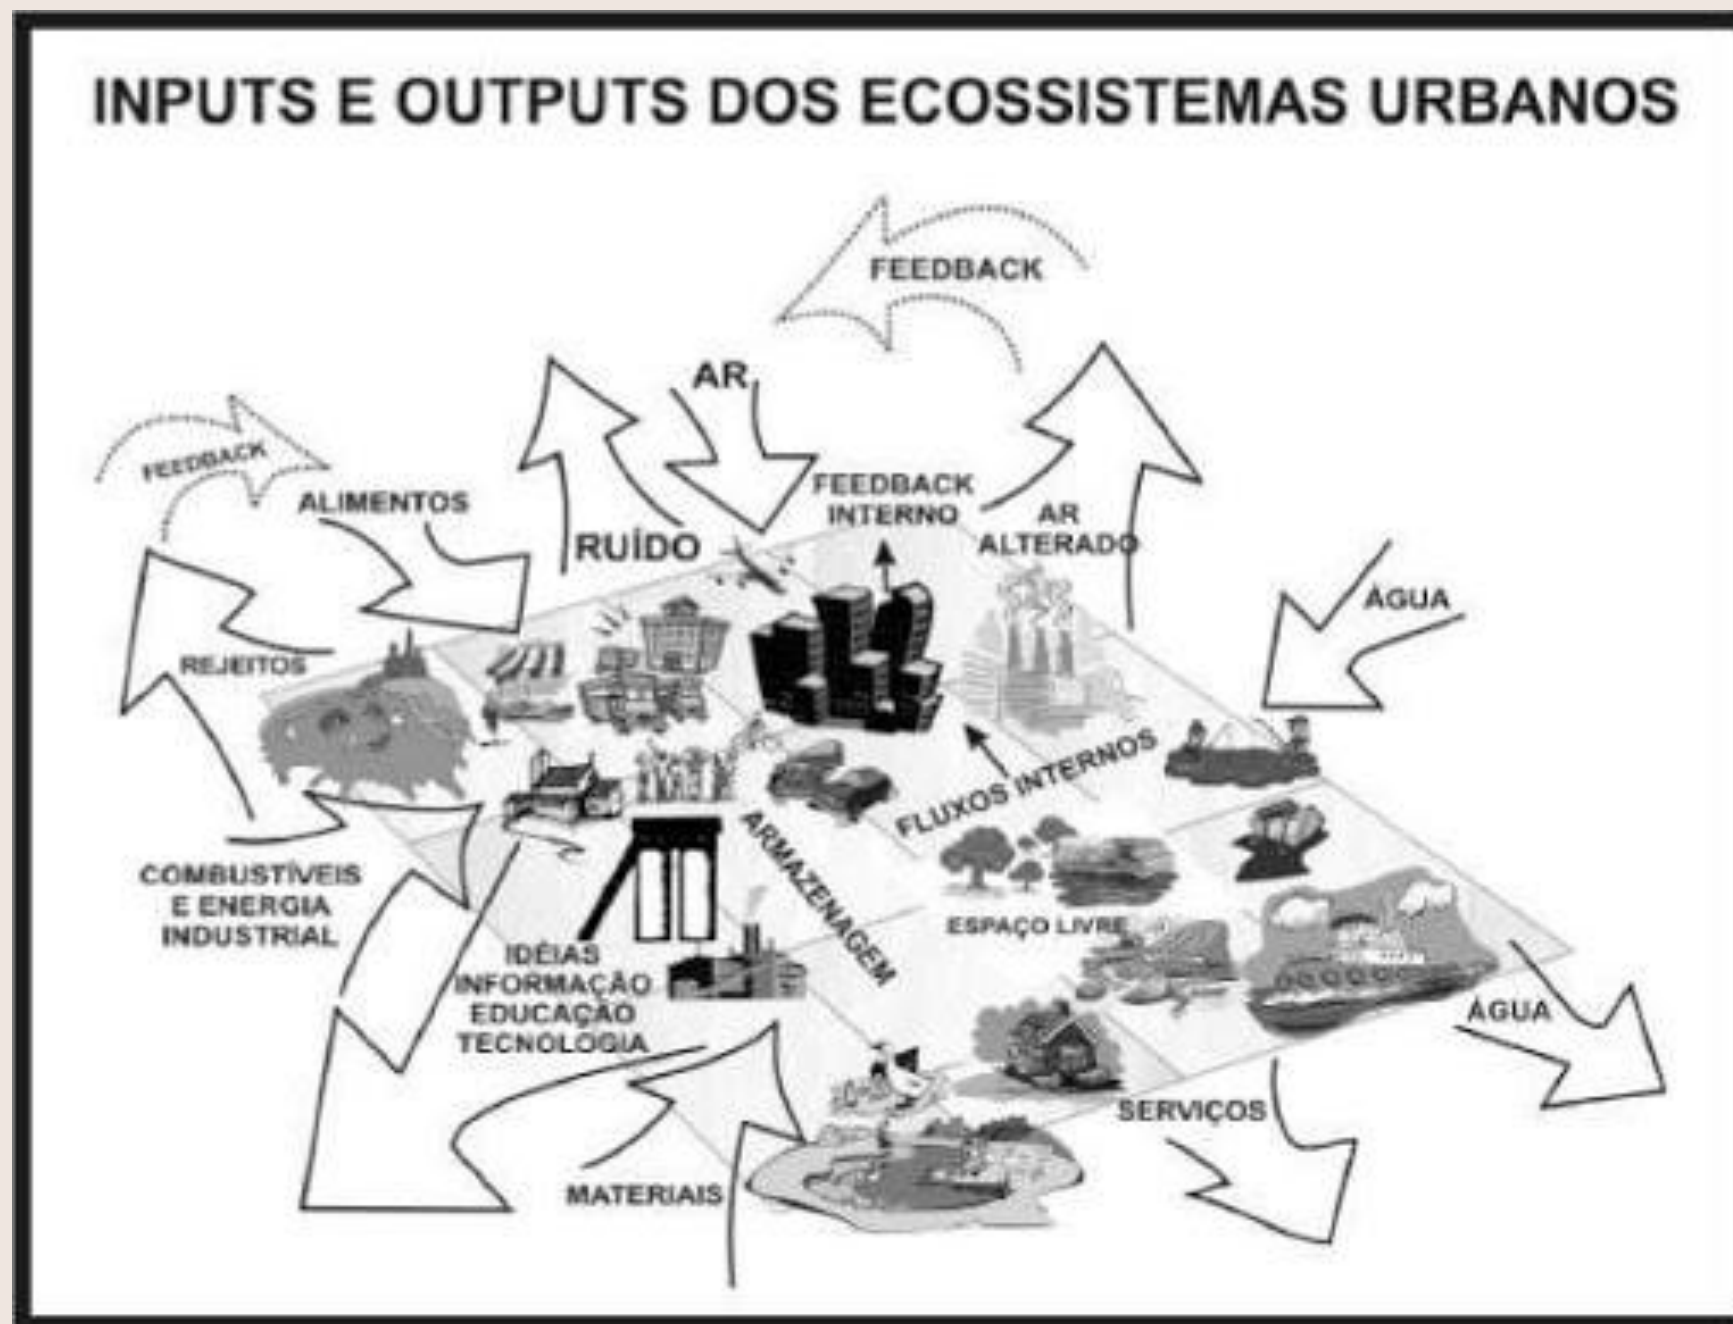 INPUTS E OUTPUTS DOS ECOSSISTEMAS URBANOS
FEEDBACK
AR
FEEDBACK
ALIMENTOS
FEEDBACK
INTERNO
RUÍDO
AR
ALTERADO
ÁGUA
REJEITOS
FLUXOS INTERNOS
ARMAZENAGEM
COMBUSTÍVEIS
E ENERGIA
INDUSTRIAL
ESPAÇO LIVRE
IDÉIAS
INFORMAÇÃO
EDUCAÇÃO
TECNOLOGIA
ÁGUA
SERVIÇOS
MATERIAIS